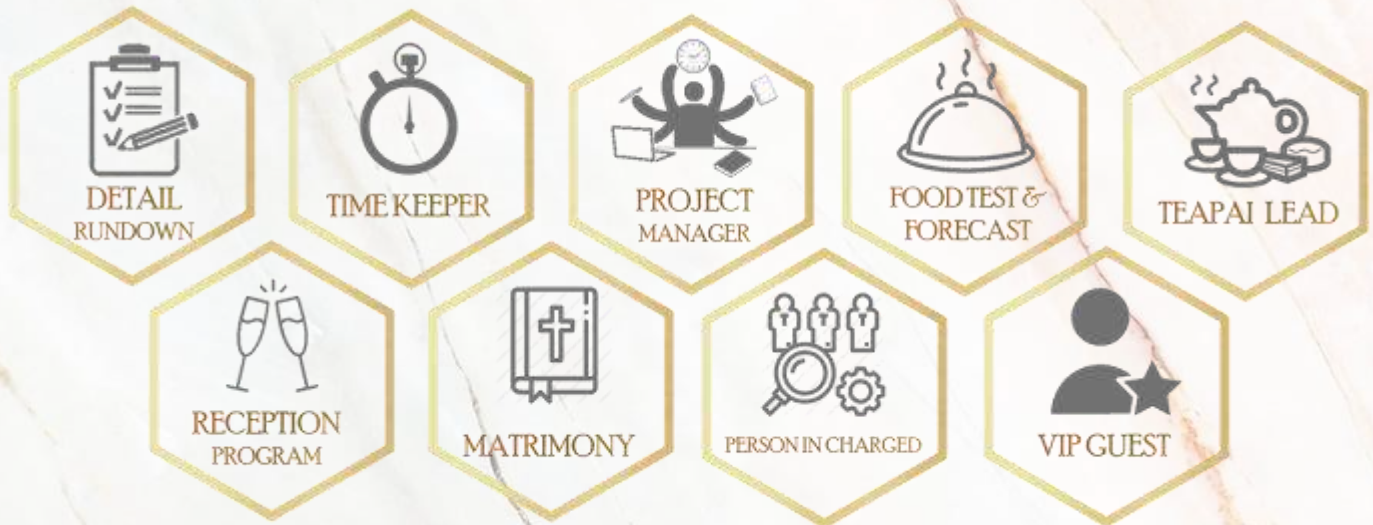 DETAIL
RUNDOWN
TIME KEEPER
PROJECT
MANAGER
FOOD TEST &
FORECAST
TEAPAI LEAD
RECEPTION
PROGRAM
MATRIMONY
PERSON IN CHARGED
VIP GUEST